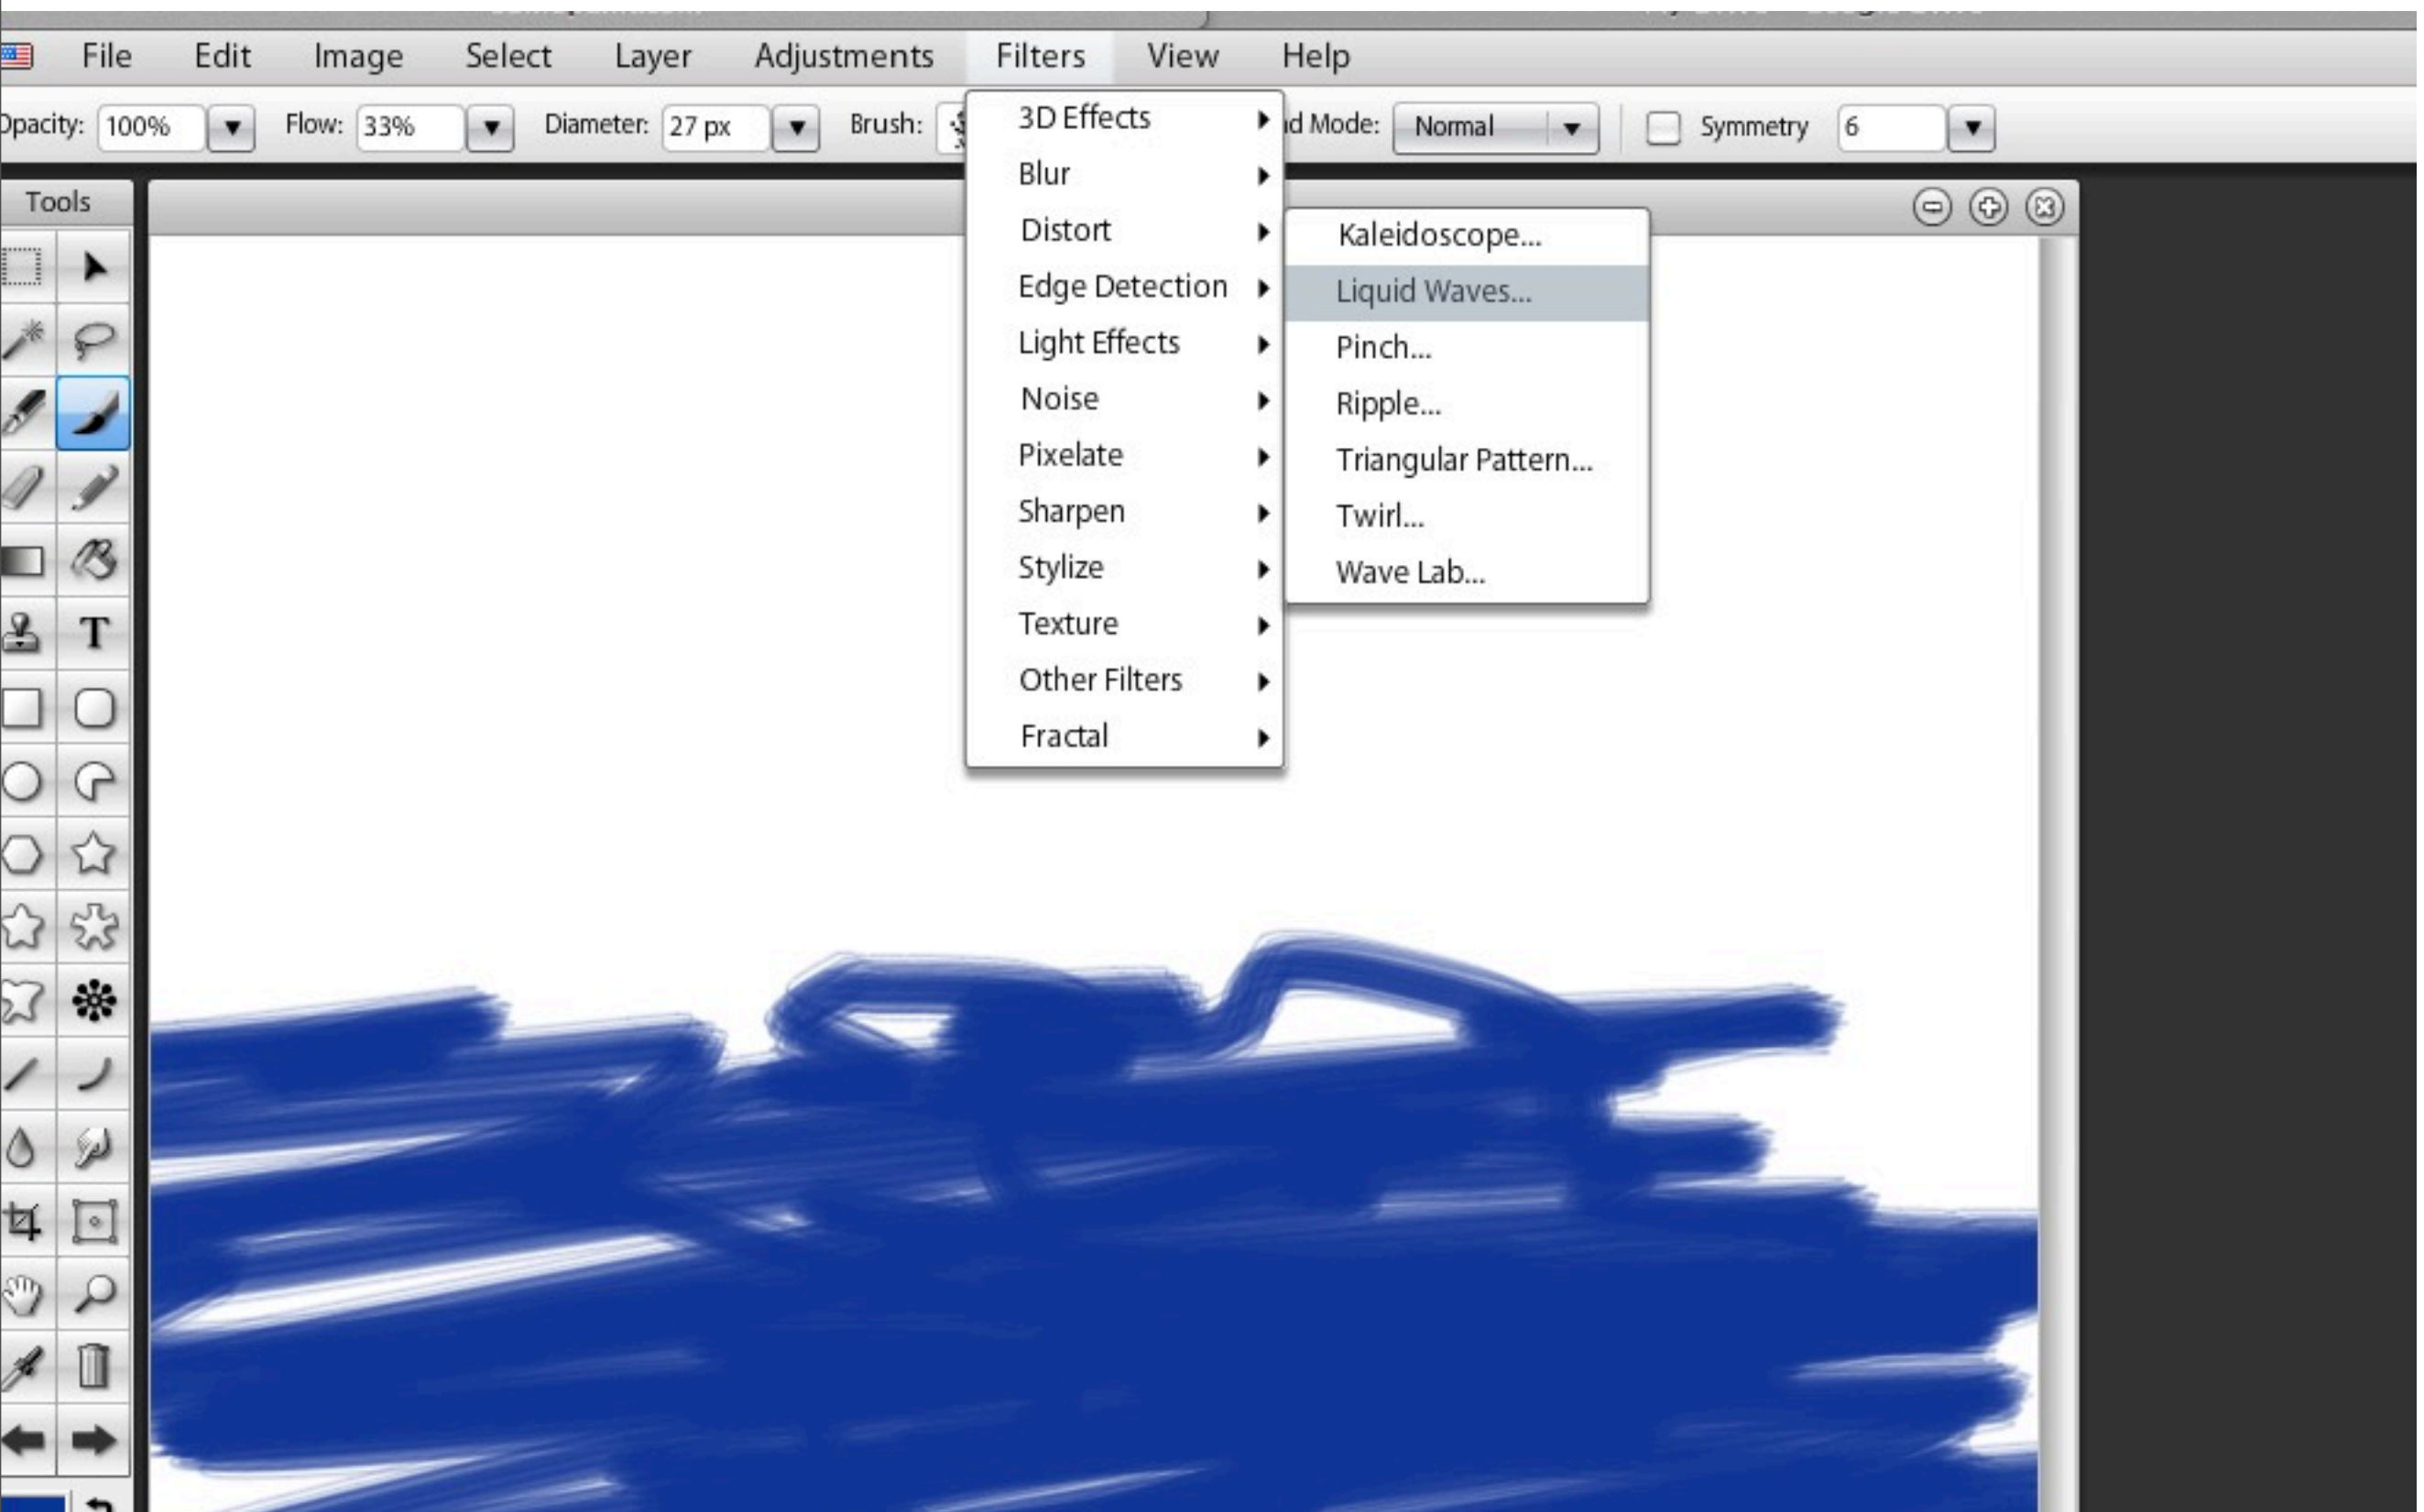 File Edit Image Select Layer Adjustments Filters View Help
Opacity: 100% Flow: 33% Diameter: 27 px Brush: d Mode: Normal Symmetry 6
Tools
3D Effects
Blur
Distort
Edge Detection
Light Effects
Noise
Pixelate
Sharpen
Stylize
Texture
Other Filters
Fractal
Kaleidoscope...
Liquid Waves...
Pinch...
Ripple...
Triangular Pattern...
Twirl...
Wave Lab...
T